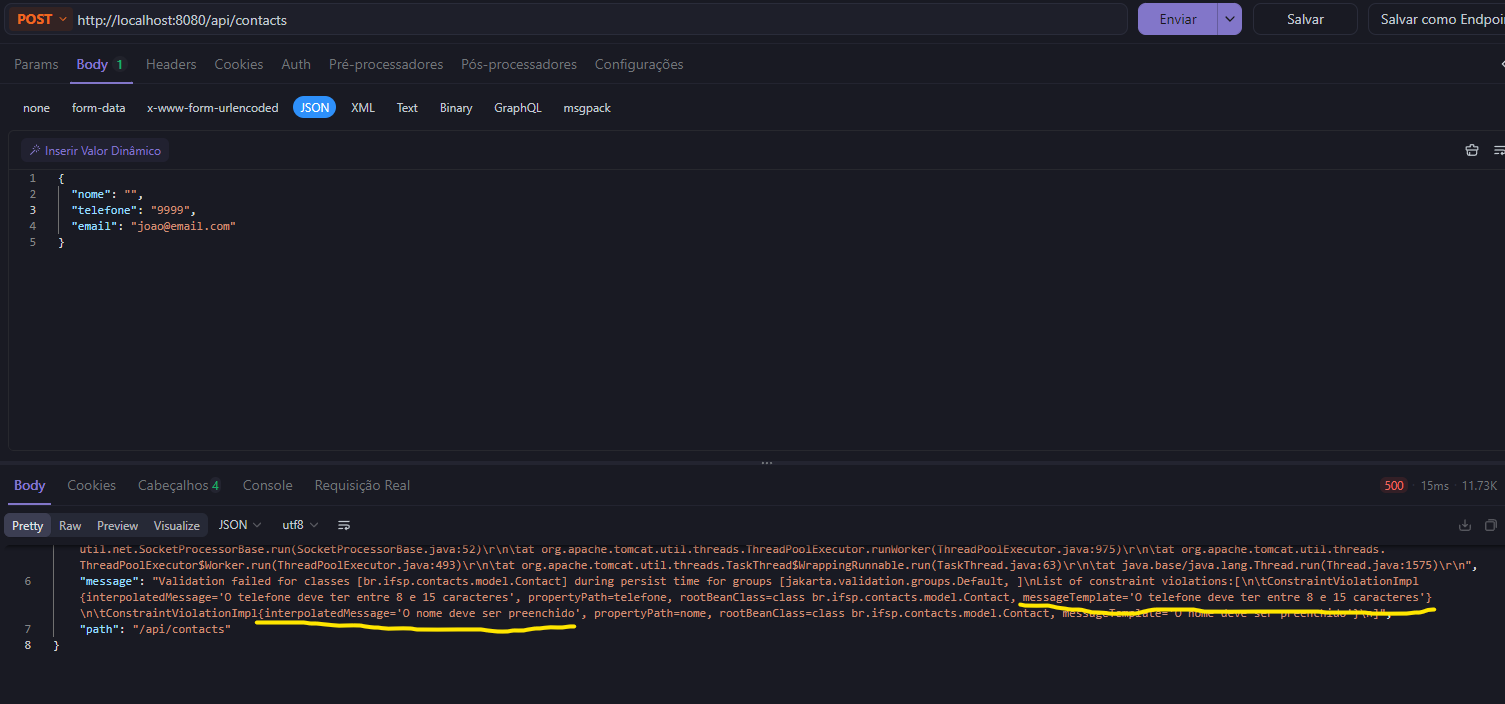 POST http://localhost:8080/api/contacts Enviar Salvar Salvar como Endpoi
Params Body 1 Headers Cookies Auth Pré-processadores Pós-processadores Configurações
none form-data x-www-form-urlencoded JSON XML Text Binary GraphQL msgpack
Inserir Valor Dinâmico
1 {
2 "nome": "",
3 "telefone": "9999",
4 "email": "joao@email.com"
5 }
Body Cookies Cabeçalhos 4 Console Requisição Real 500 · 15ms · 11.73K
Pretty Raw Preview Visualize JSON utf8
util.net.SocketProcessorBase.run(SocketProcessorBase.java:52)\r\n\tat org.apache.tomcat.util.threads.ThreadPoolExecutor.runWorker(ThreadPoolExecutor.java:975)\r\n\tat org.apache.tomcat.util.threads.
ThreadPoolExecutor$Worker.run(ThreadPoolExecutor.java:493)\r\n\tat org.apache.tomcat.util.threads.TaskThread$WrappingRunnable.run(TaskThread.java:63)\r\n\tat java.base/java.lang.Thread.run(Thread.java:1575)\r\n",
6 "message": "Validation failed for classes [br.ifsp.contacts.model.Contact] during persist time for groups [jakarta.validation.groups.Default, ]\nList of constraint violations:[\n\tConstraintViolationImpl
{interpolatedMessage='O telefone deve ter entre 8 e 15 caracteres', propertyPath=telefone, rootBeanClass=class br.ifsp.contacts.model.Contact, messageTemplate='O telefone deve ter entre 8 e 15 caracteres'}
\n\tConstraintViolationImpl{interpolatedMessage='O nome deve ser preenchido', propertyPath=nome, rootBeanClass=class br.ifsp.contacts.model.Contact, messageTemplate='O nome deve ser preenchido'}\n]",
7 "path": "/api/contacts"
8 }